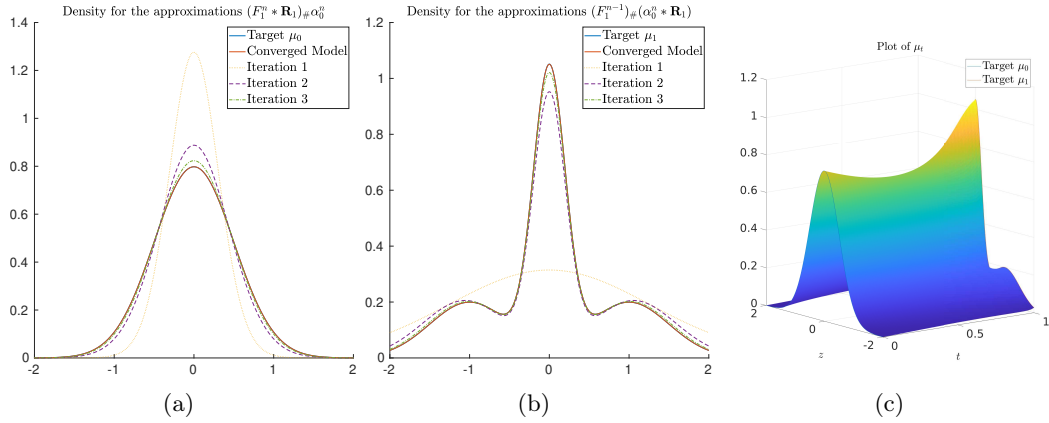 Density for the approximations $(F_1^n * \mathbf{R}_1)_\# \alpha_0^n$
1.4
1.2
1
0.8
0.6
0.4
0.2
0
-2
-1
0
1
2
Target $\mu_0$
Converged Model
Iteration 1
Iteration 2
Iteration 3
(a)
Density for the approximations $(F_1^{n-1})_\# (\alpha_0^n * \mathbf{R}_1)$
1.2
1
0.8
0.6
0.4
0.2
0
-2
-1
0
1
2
Target $\mu_1$
Converged Model
Iteration 1
Iteration 2
Iteration 3
(b)
Plot of $\mu_t$
Target $\mu_0$
Target $\mu_1$
1.2
1
0.8
0.6
0.4
0.2
0
2
0
-2
z
0
0.5
1
t
(c)